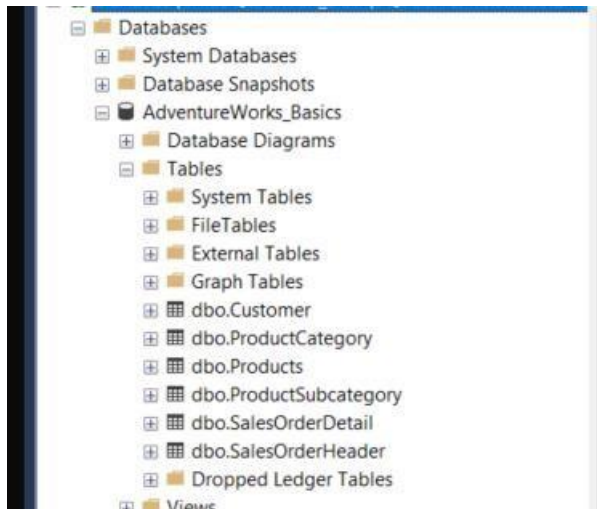 Databases
System Databases
Database Snapshots
AdventureWorks_Basics
Database Diagrams
Tables
System Tables
FileTables
External Tables
Graph Tables
dbo.Customer
dbo.ProductCategory
dbo.Products
dbo.ProductSubcategory
dbo.SalesOrderDetail
dbo.SalesOrderHeader
Dropped Ledger Tables
Views